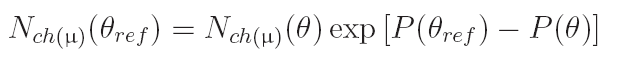 N_{ch(μ)}(θ_{ref}) = N_{ch(μ)}(θ) exp [P(θ_{ref}) − P(θ)]